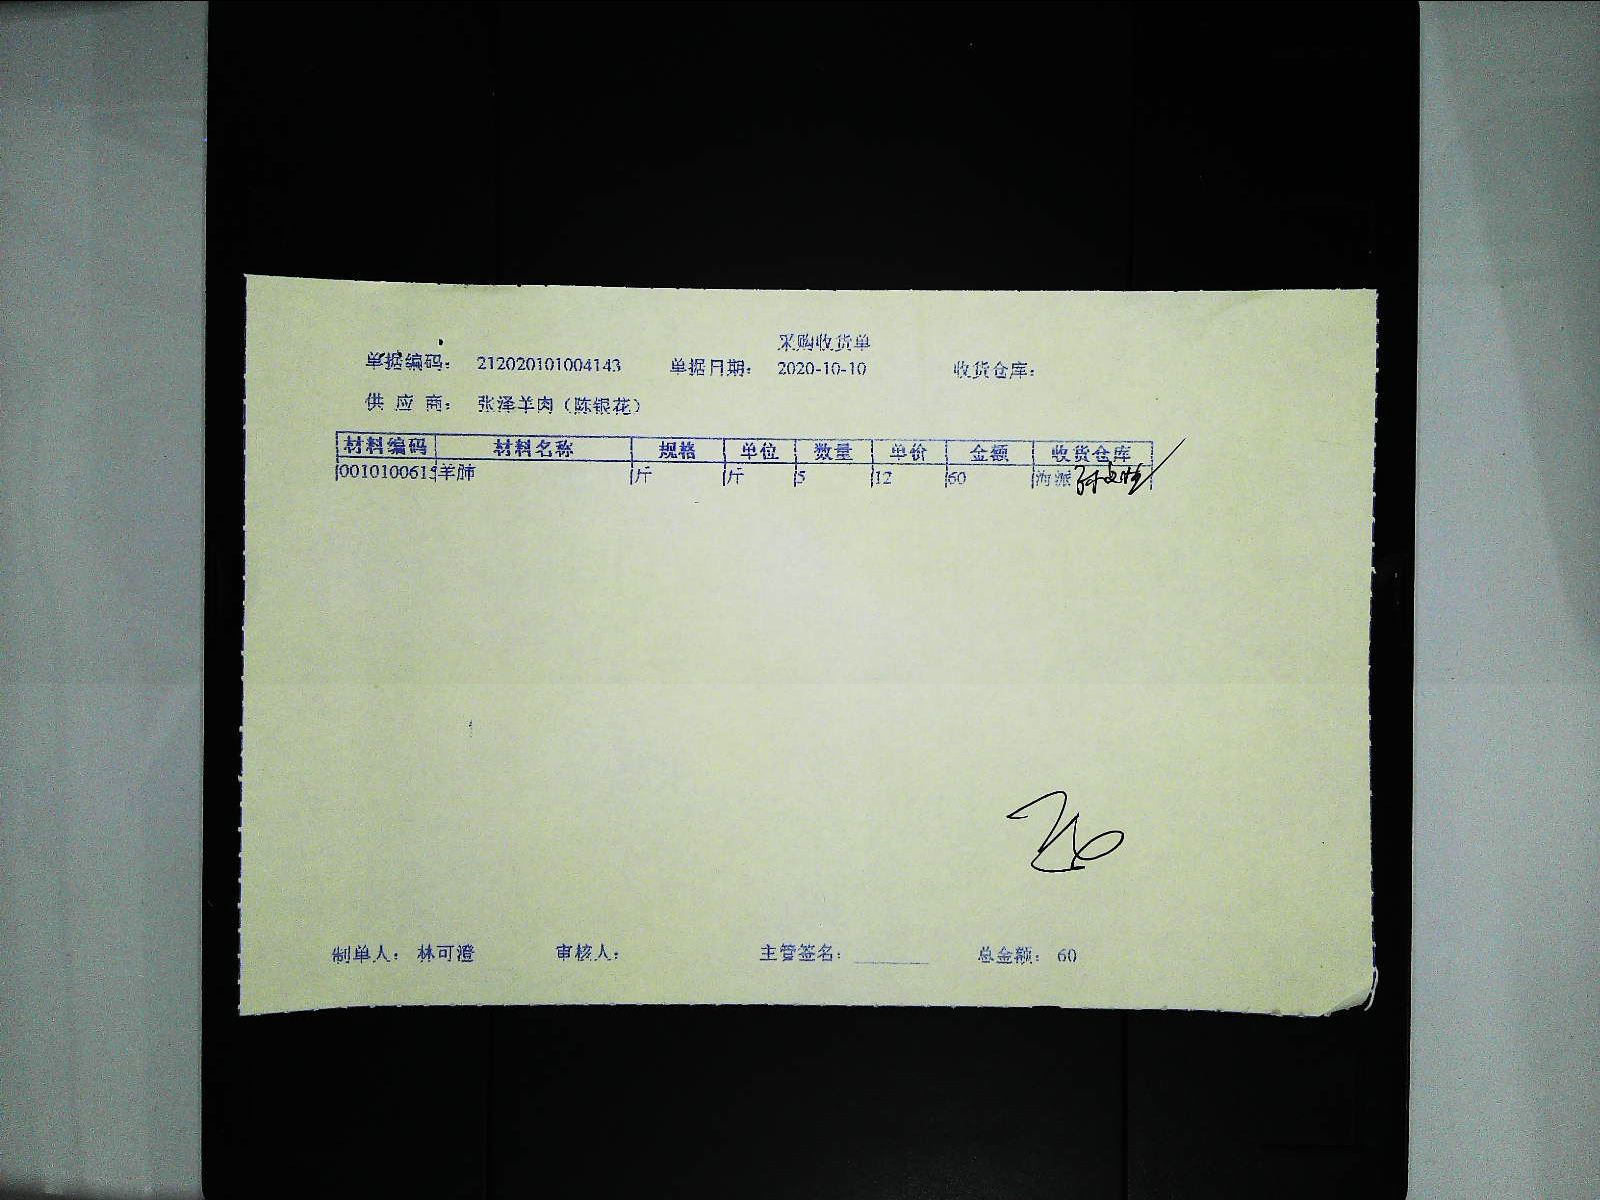 采购收货单
单据编码: 212020101004143 单据日期: 2020-10-10 收货仓库:
供应商: 张泽羊肉(陈银花)
材料编码 材料名称 规格 单位 数量 单价 金额 收货仓库
羊肺 斤 斤 5 12 60 海派
制单人: 林可澄 审核人: 主管签名: 总金额: 60